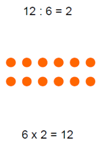 12 : 6 = 2
6 x 2 = 12